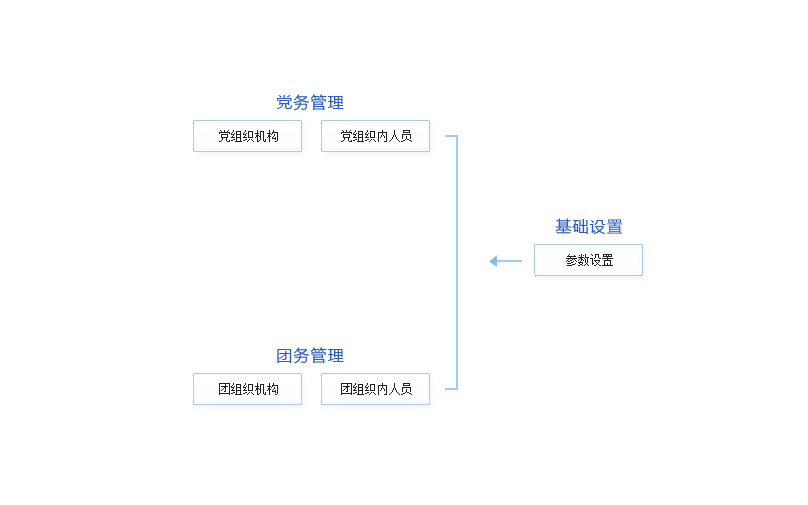 党务管理
党组织机构
党组织内人员
基础设置
参数设置
团务管理
团组织机构
团组织内人员